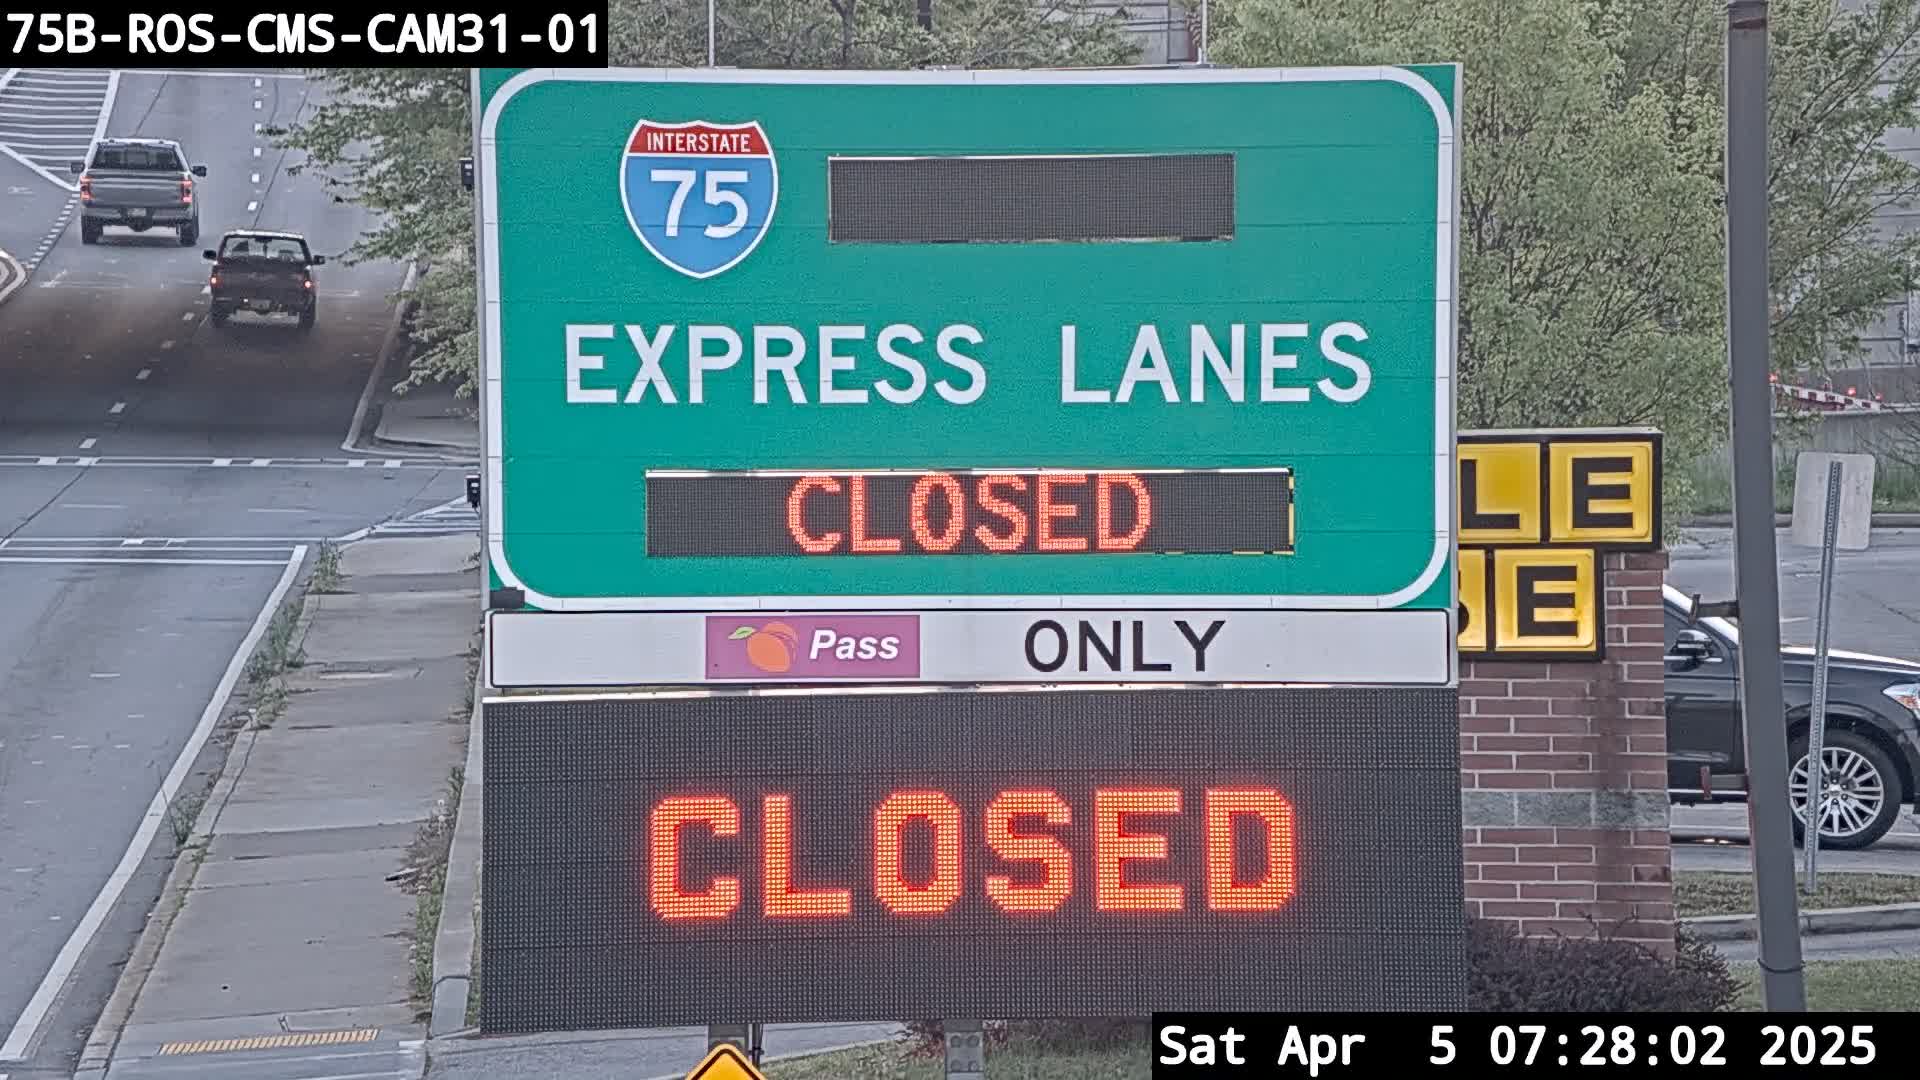 75B-ROS-CMS-CAM31-01
INTERSTATE
75
EXPRESS LANES
CLOSED
Pass ONLY
CLOSED
LE
E
Sat Apr 5 07:28:02 2025